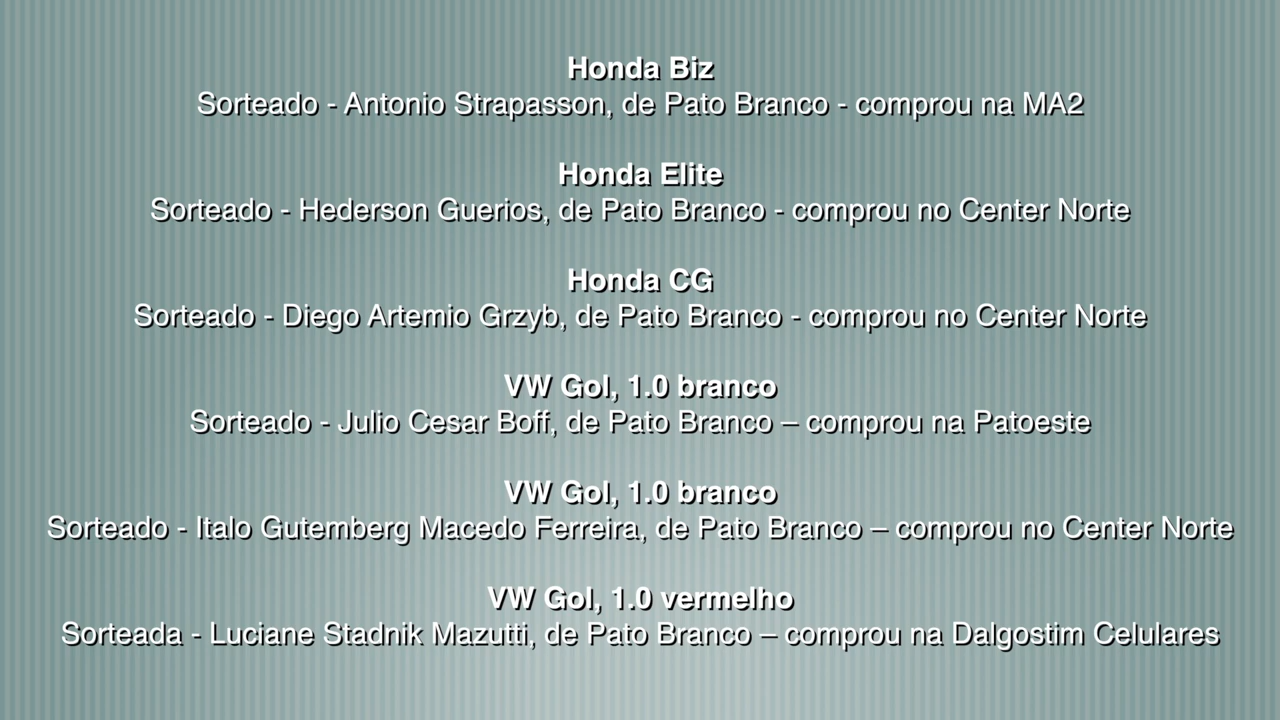 Honda Biz
Sorteado - Antonio Strapasson, de Pato Branco - comprou na MA2
Honda Elite
Sorteado - Hederson Guerios, de Pato Branco - comprou no Center Norte
Honda CG
Sorteado - Diego Artemio Grzyb, de Pato Branco - comprou no Center Norte
VW Gol, 1.0 branco
Sorteado - Julio Cesar Boff, de Pato Branco – comprou na Patoeste
VW Gol, 1.0 branco
Sorteado - Italo Gutemberg Macedo Ferreira, de Pato Branco – comprou no Center Norte
VW Gol, 1.0 vermelho
Sorteada - Luciane Stadnik Mazutti, de Pato Branco – comprou na Dalgostim Celulares